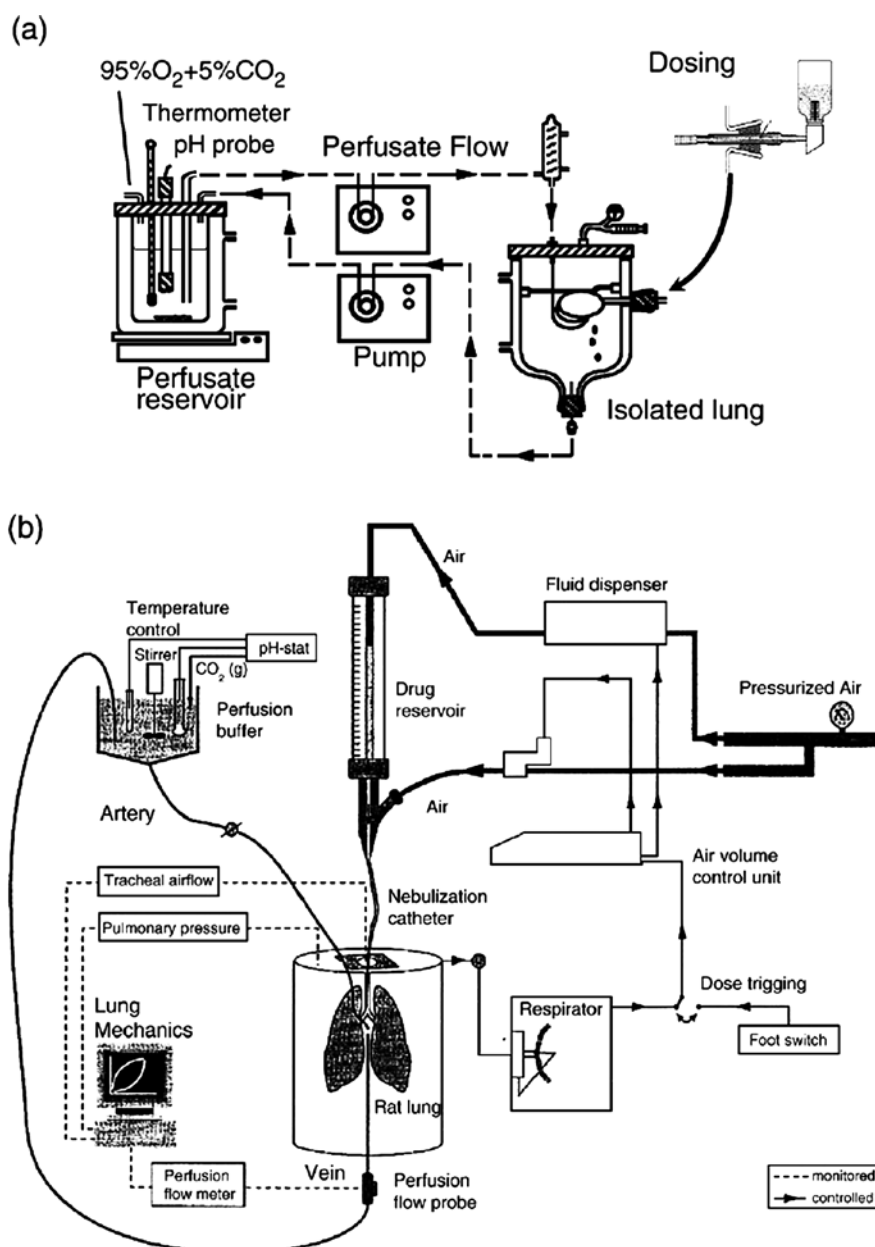 (a)
95%O₂+5%CO₂
Thermometer
pH probe
Perfusate Flow
Dosing
Pump
Perfusate
reservoir
Isolated lung
(b)
Air
Fluid dispenser
Temperature
control
Stirrer
pH-stat
CO₂ (g)
Perfusion
buffer
Drug
reservoir
Pressurized Air
Artery
Air
Air volume
control unit
Tracheal airflow
Nebulization
catheter
Pulmonary pressure
Lung
Mechanics
Respirator
Dose trigging
Foot switch
Rat lung
Vein
Perfusion
flow meter
Perfusion
flow probe
monitored
controlled